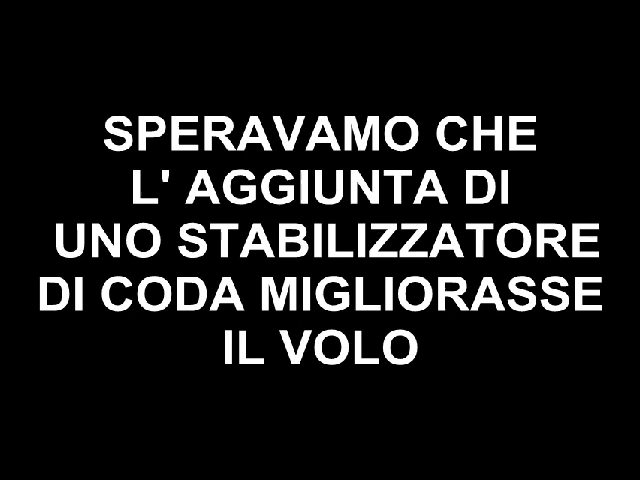 SPERAVAMO CHE
L' AGGIUNTA DI
UNO STABILIZZATORE
DI CODA MIGLIORASSE
IL VOLO